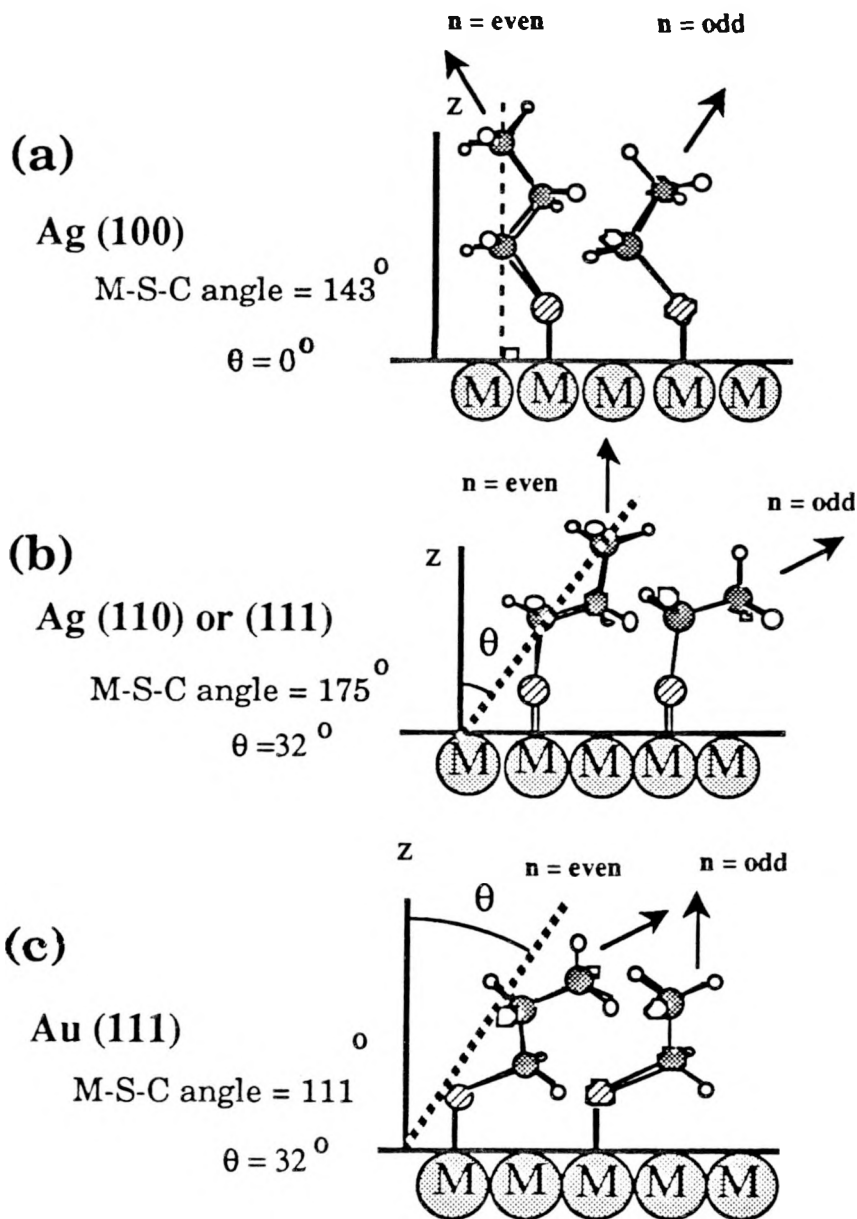 n = even n = odd
z
(a)
Ag (100)
M-S-C angle = 143°
θ = 0°
M M M M M
n = even
n = odd
(b)
z
Ag (110) or (111)
θ
M-S-C angle = 175°
θ =32 °
M M M M M
z
n = even n = odd
θ
(c)
Au (111)
M-S-C angle = 111 °
θ = 32°
M M M M M